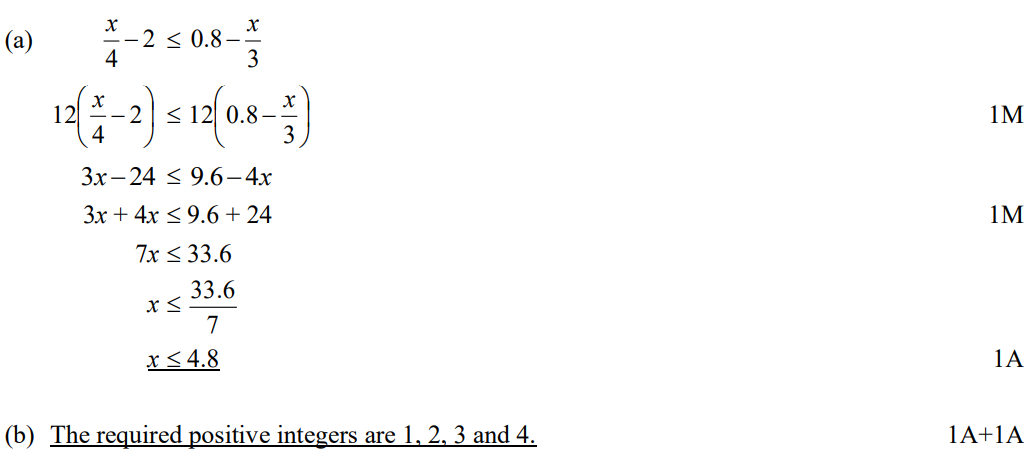 (a) x/4 − 2 ≤ 0.8 − x/3
12(x/4 − 2) ≤ 12(0.8 − x/3) 1M
3x − 24 ≤ 9.6 − 4x
3x + 4x ≤ 9.6 + 24 1M
7x ≤ 33.6
x ≤ 33.6/7
x ≤ 4.8 1A
(b) The required positive integers are 1, 2, 3 and 4. 1A+1A